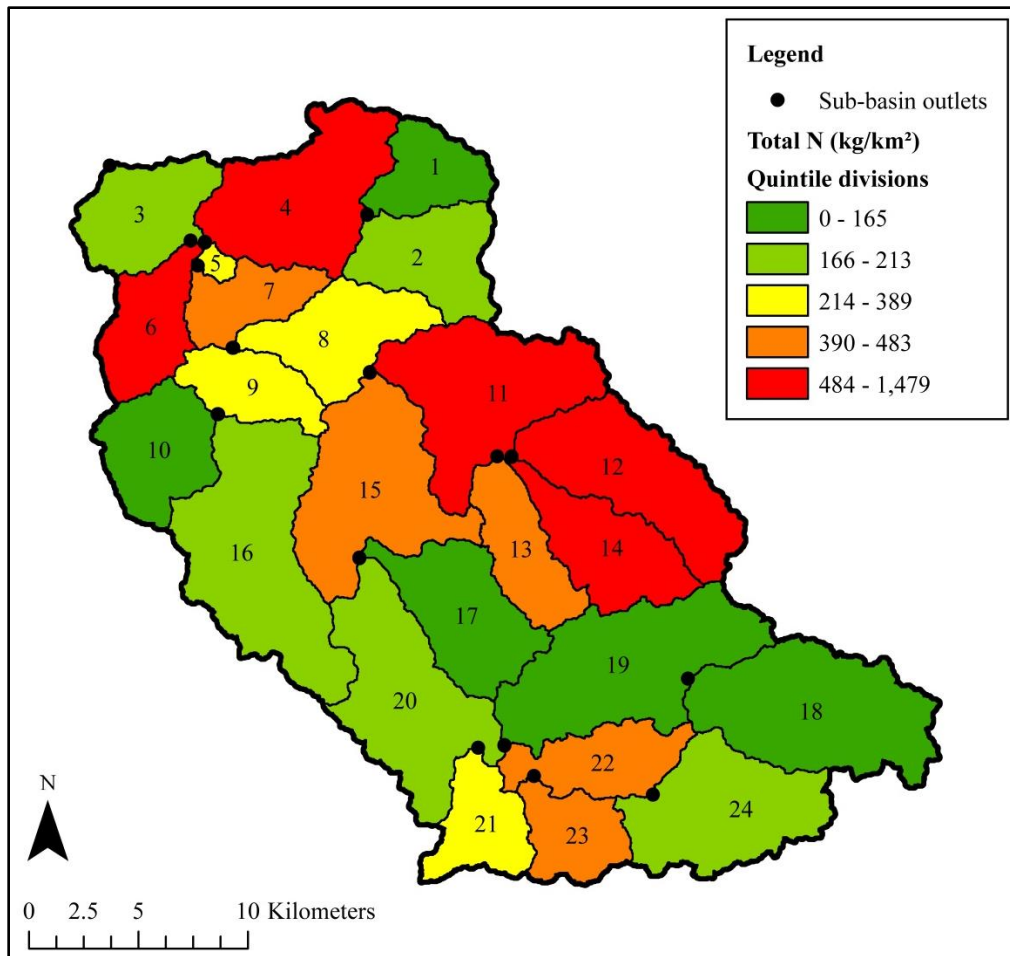 Legend
Sub-basin outlets
Total N (kg/km²)
Quintile divisions
0 - 165
166 - 213
214 - 389
390 - 483
484 - 1,479
1
2
3
4
5
6
7
8
9
10
11
12
13
14
15
16
17
18
19
20
21
22
23
24
N
0 2.5 5 10 Kilometers